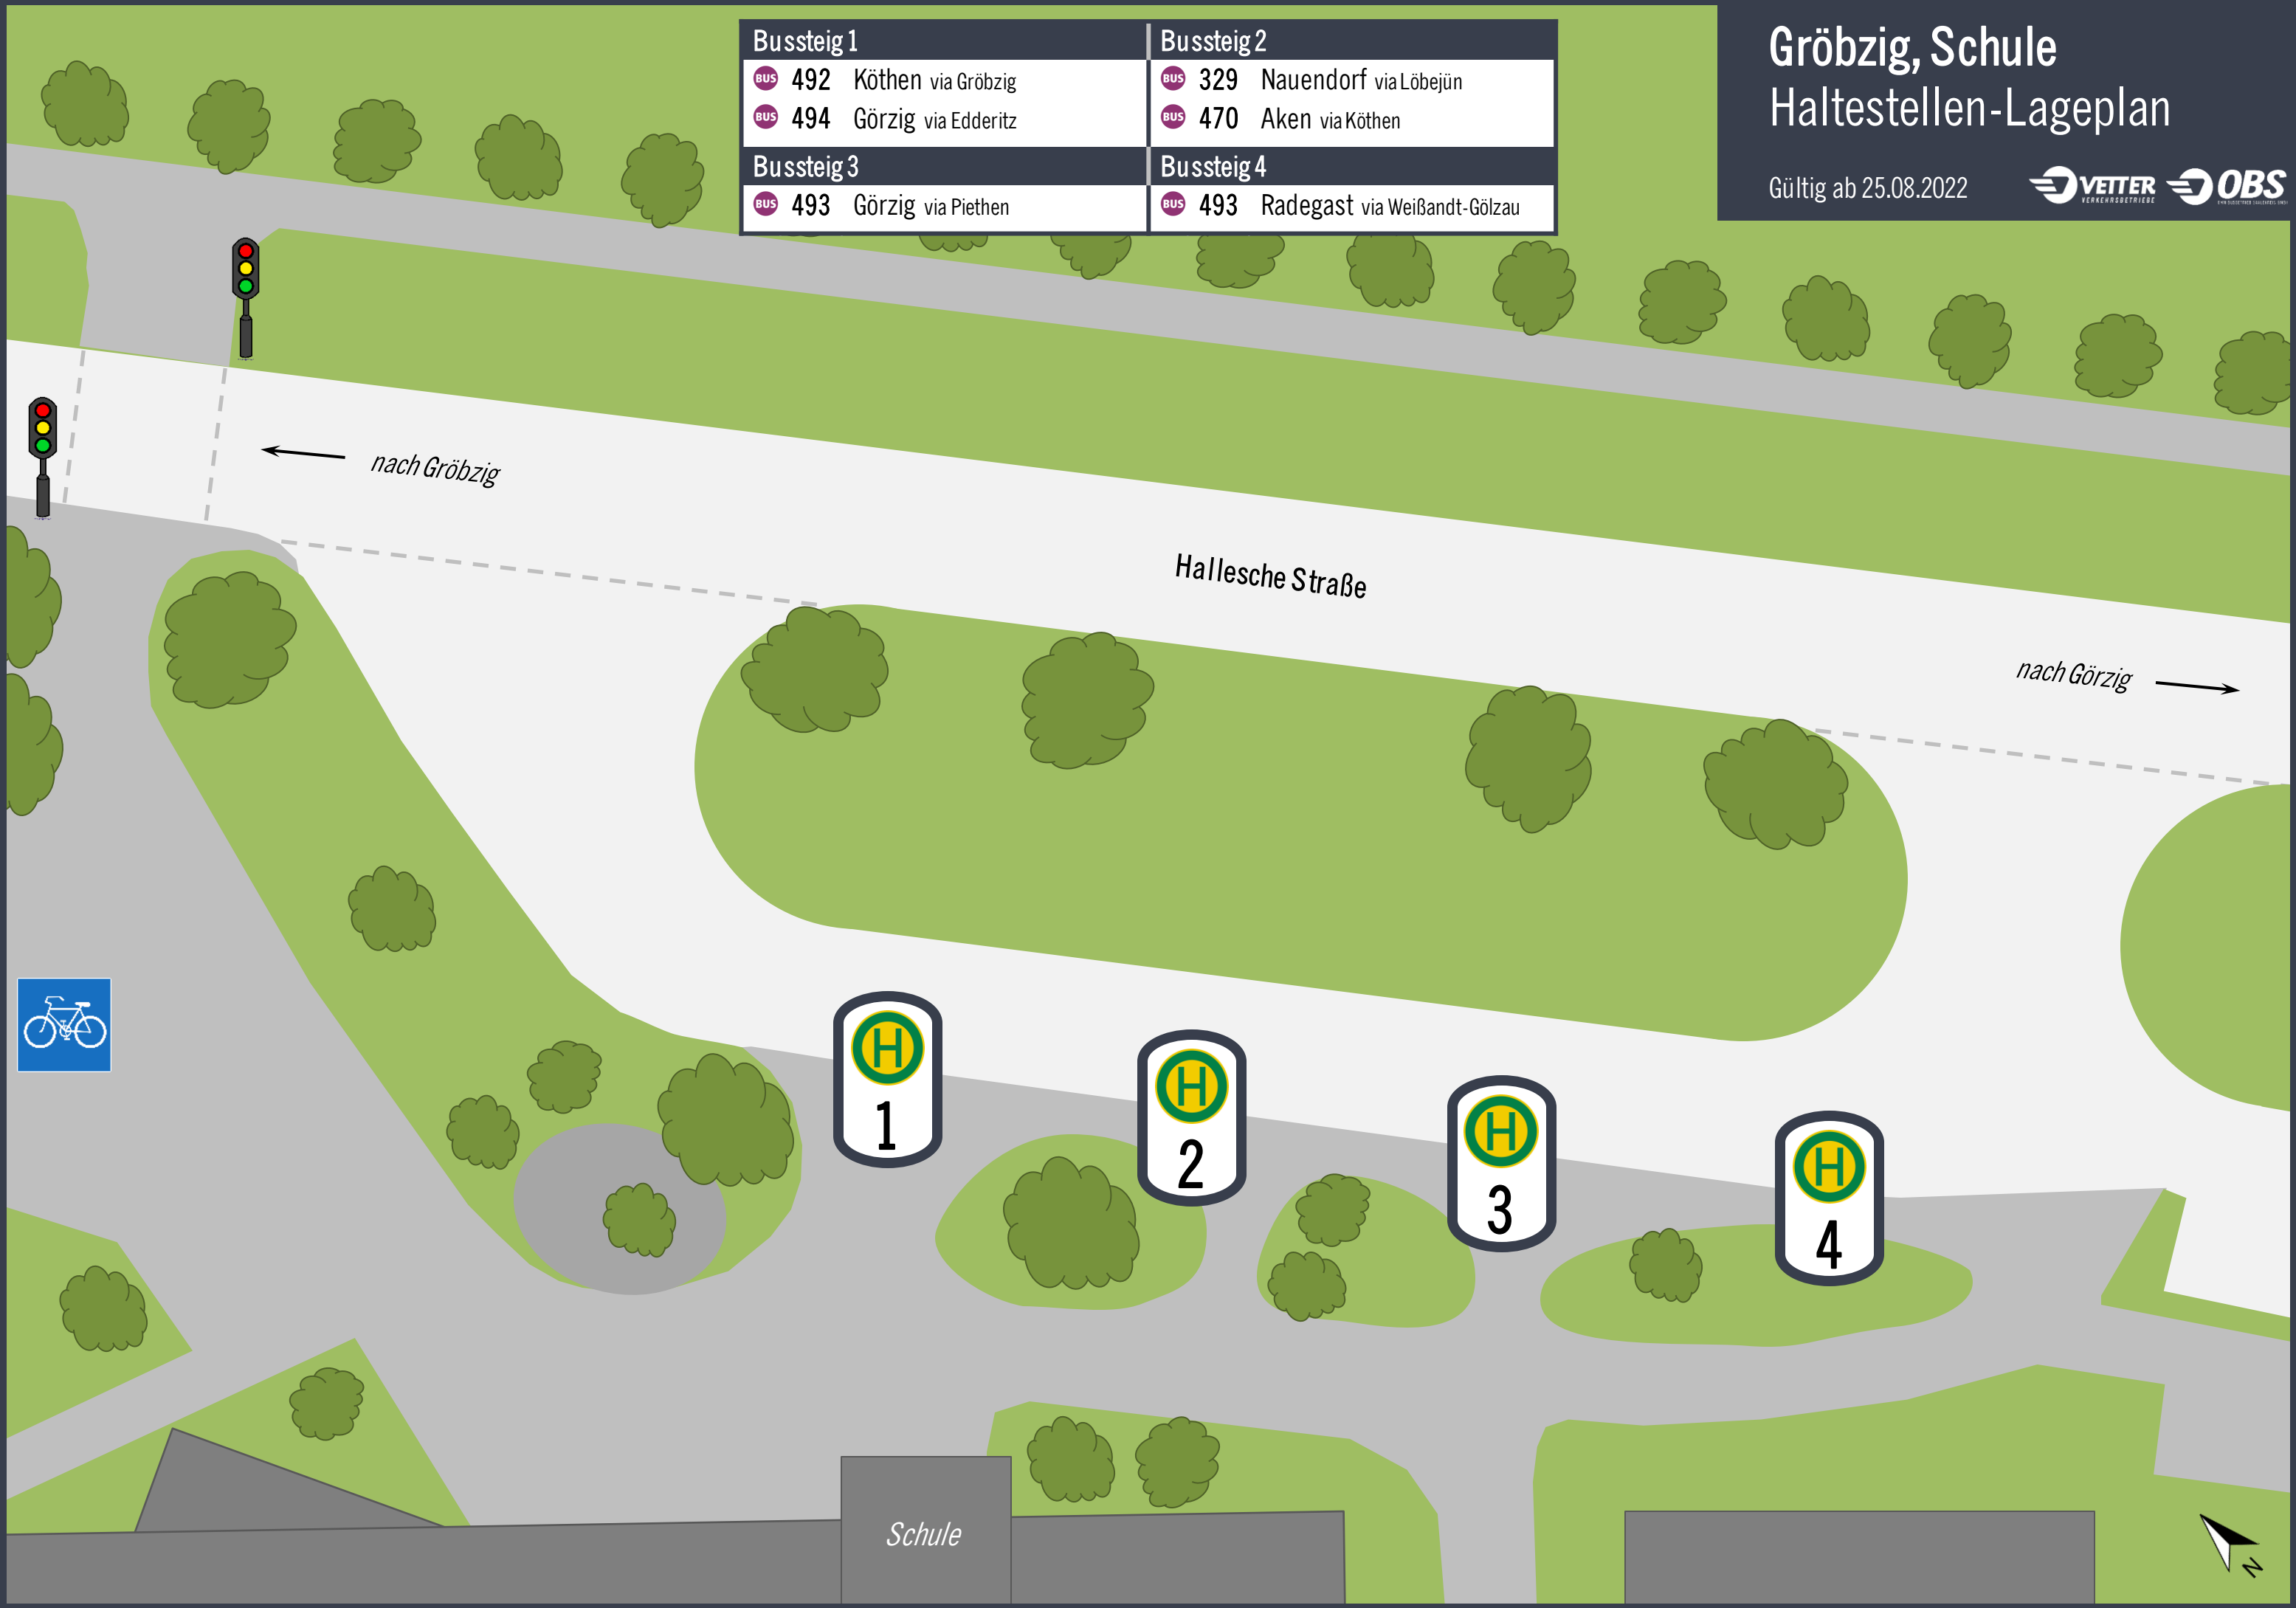 Gröbzig, Schule
Haltestellen-Lageplan
Gültig ab 25.08.2022
VETTER
VERKEHRSBETRIEBE
OBS
Bussteig 1
BUS 492 Köthen via Gröbzig
BUS 494 Görzig via Edderitz
Bussteig 2
BUS 329 Nauendorf via Löbejün
BUS 470 Aken via Köthen
Bussteig 3
BUS 493 Görzig via Piethen
Bussteig 4
BUS 493 Radegast via Weißandt-Gölzau
nach Gröbzig
Hallesche Straße
nach Görzig
H
1
H
2
H
3
H
4
Schule
N